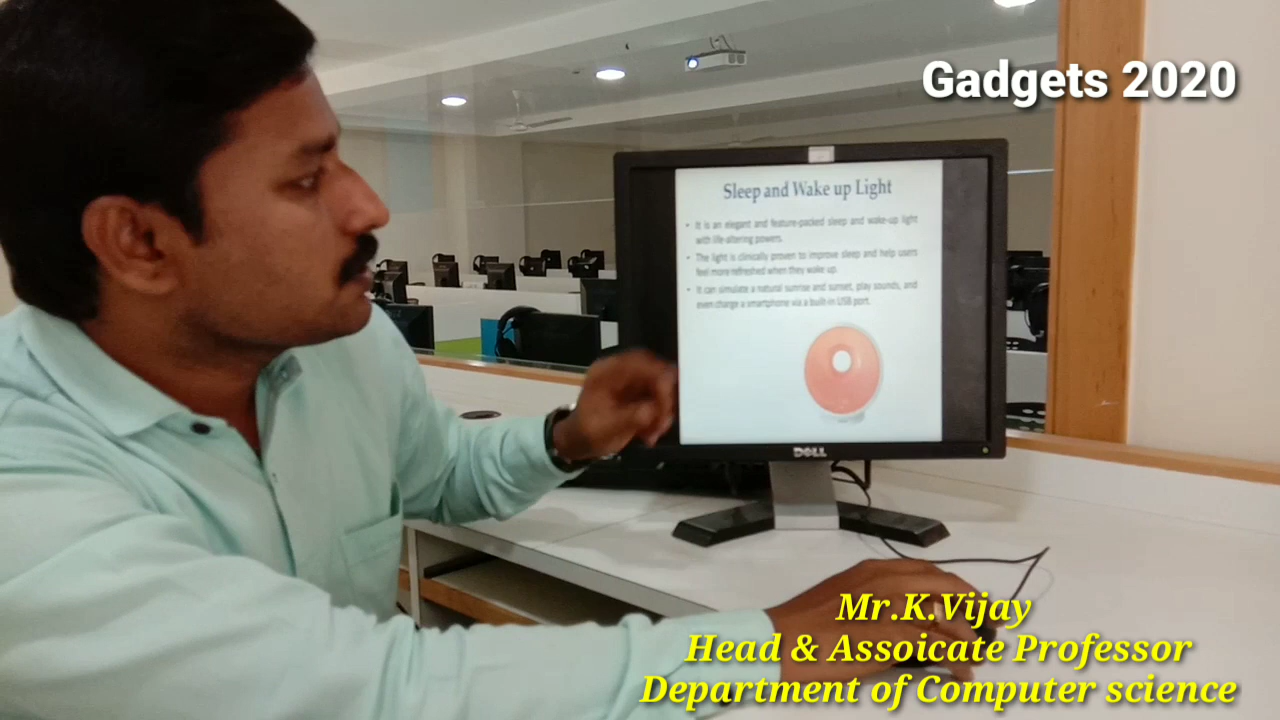 Gadgets 2020
Sleep and Wake up Light
• It is an elegant and feature-packed sleep and wake-up light
with life-altering powers.
• The light is clinically proven to improve sleep and help users
feel more refreshed when they wake up.
• It can simulate a natural sunrise and sunset, play sounds, and
even charge a smartphone via a built-in USB port.
DELL
Mr.K.Vijay
Head & Assoicate Professor
Department of Computer science